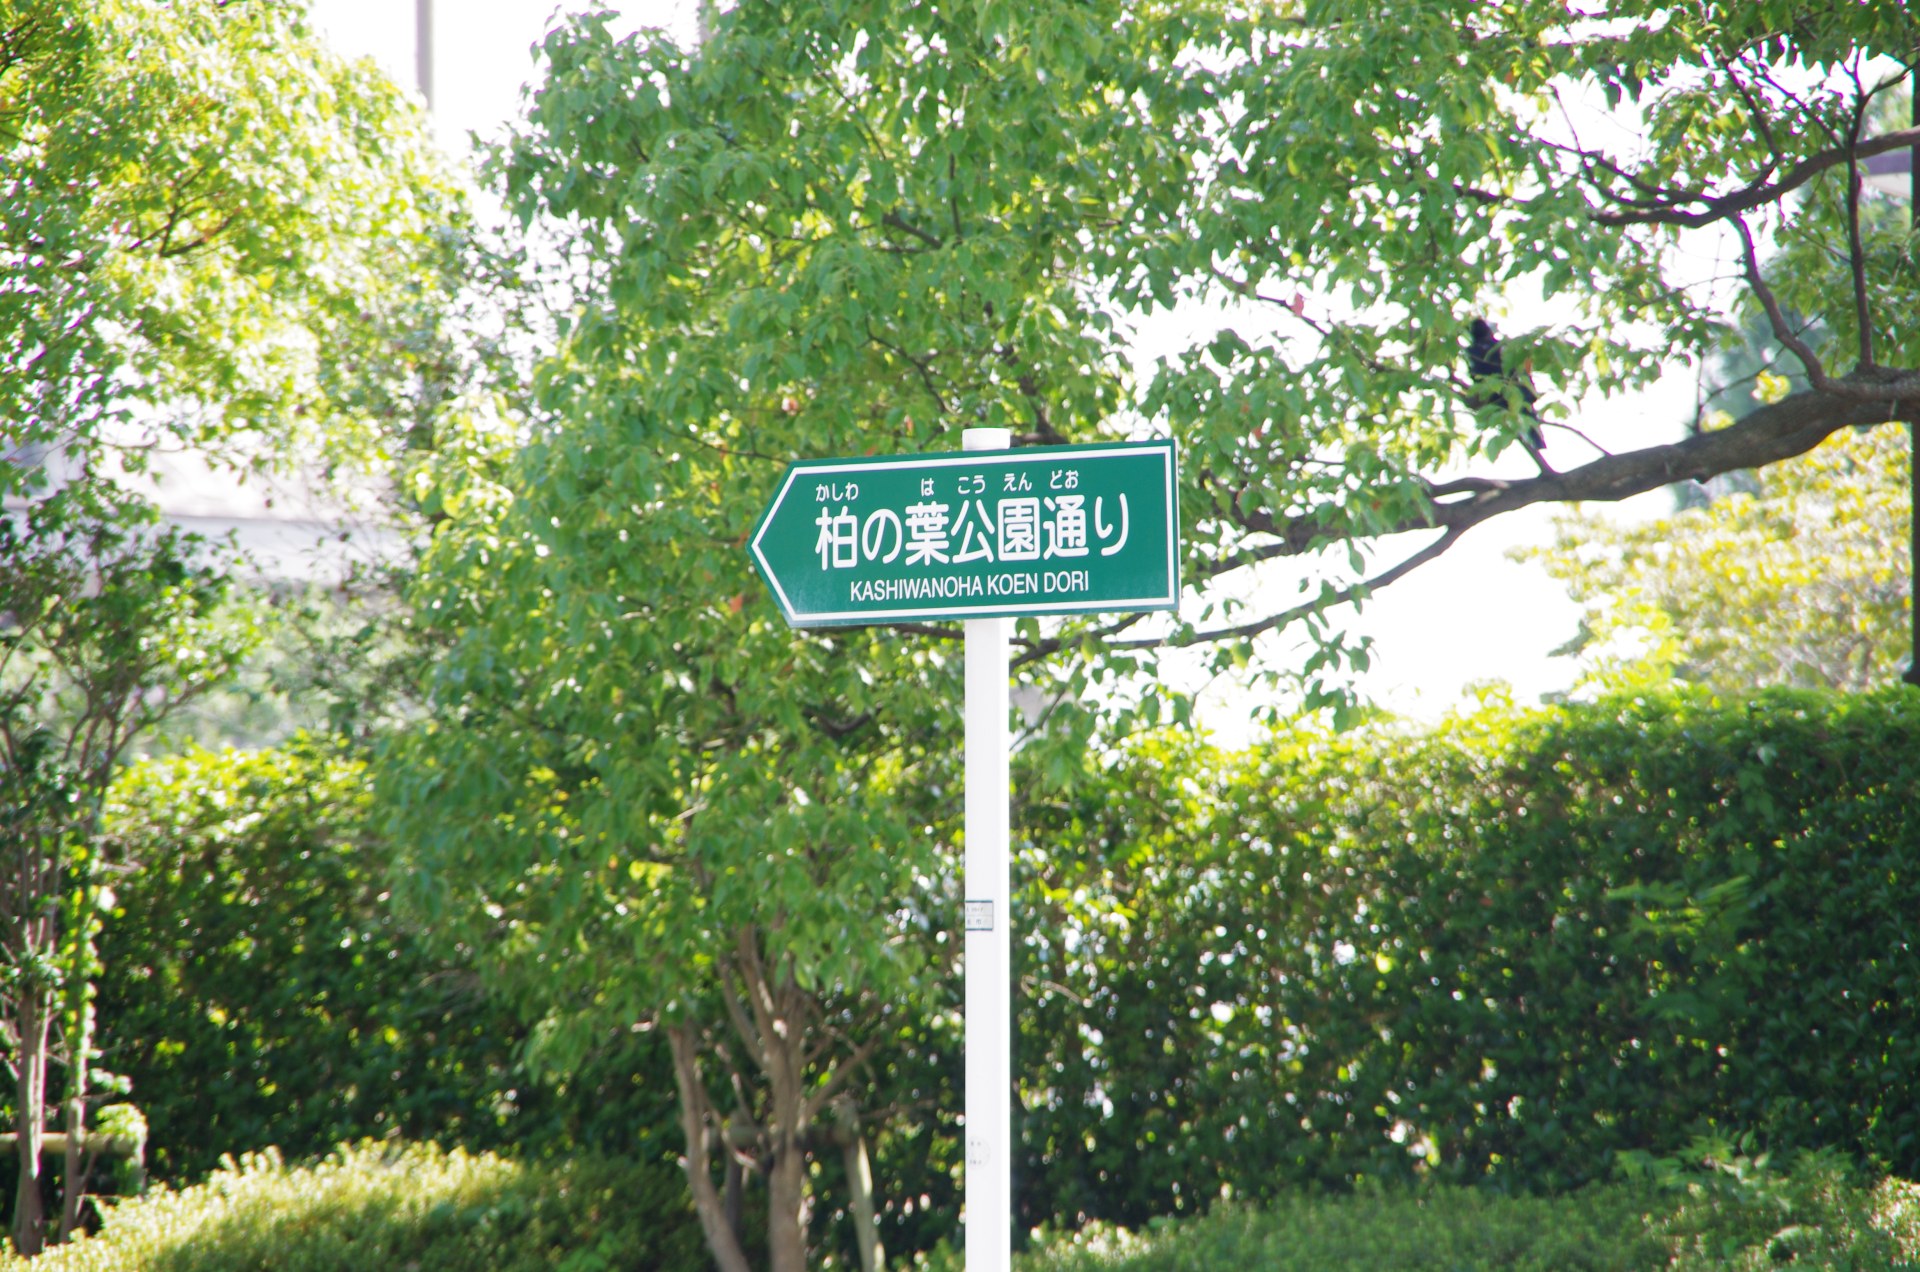 かしわ は こう えん どお
柏の葉公園通り
KASHIWANOHA KOEN DORI